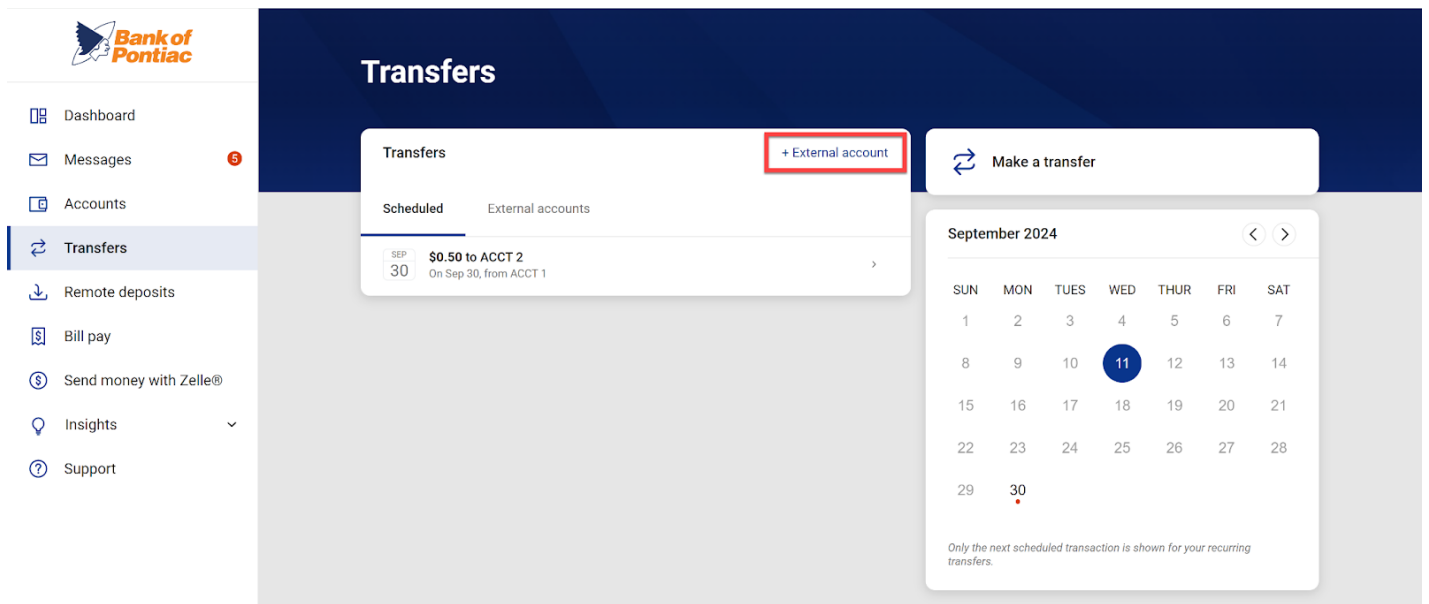 Bank of
Pontiac
Dashboard
Messages 5
Accounts
Transfers
Remote deposits
Bill pay
Send money with Zelle®
Insights
Support
Transfers
Transfers + External account
Scheduled External accounts
SEP
30
$0.50 to ACCT 2
On Sep 30, from ACCT 1
Make a transfer
September 2024
SUN MON TUES WED THUR FRI SAT
1 2 3 4 5 6 7
8 9 10 11 12 13 14
15 16 17 18 19 20 21
22 23 24 25 26 27 28
29 30
Only the next scheduled transaction is shown for your recurring
transfers.